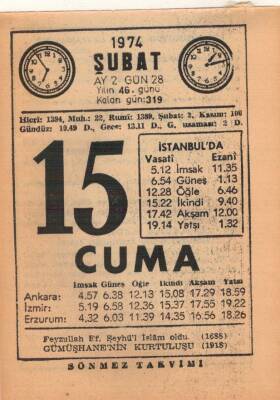 1974
ŞUBAT
AY 2 GÜN 28
Yılın 46. günü
Kalan gün: 319
Hicrî: 1394, Muh.: 22, Rumî: 1389, Şubat: 2, Kasım: 100
Gündüz: 10.49 D., Gece: 13.11 D., G. uzaması: 2 D.
15
İSTANBUL'DA
Vasatî Ezanî
5.12 İmsak 11.35
6.54 Güneş 1.13
12.28 Öğle 6.46
15.22 İkindi 9.40
17.42 Akşam 12.00
19.14 Yatsı 1.32
CUMA
İmsak Güneş Öğle İkindi Akşam Yatsı
Ankara: 4.57 6.38 12.13 15.08 17.29 18.59
İzmir: 5.19 6.58 12.36 15.37 17.55 19.22
Erzurum: 4.32 6.03 11.39 14.35 16.56 18.26
Feyzullah Ef. Şeyhü'l İslâm oldu. (1688)
GÜMÜŞHANE'NİN KURTULUŞU (1918)
SÖNMEZ TAKVİMİ